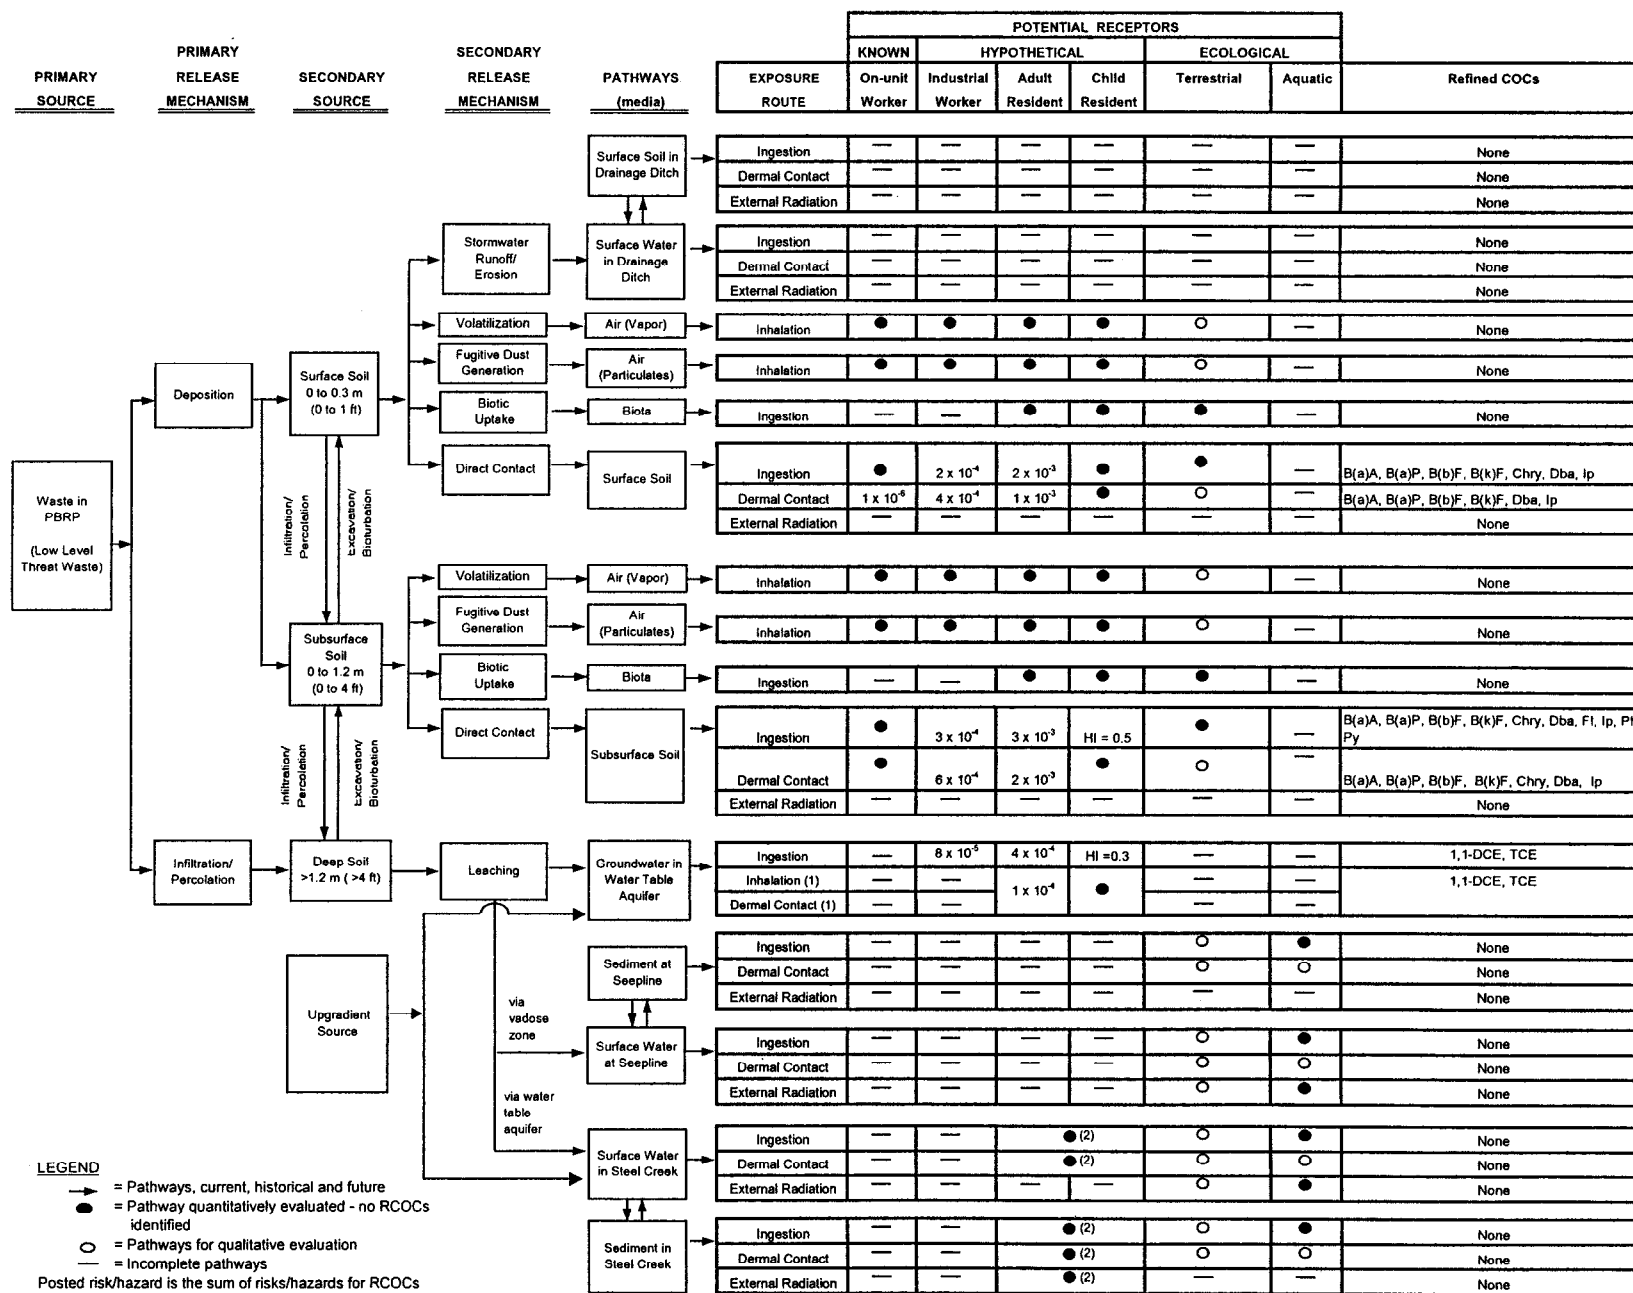 POTENTIAL RECEPTORS
KNOWN HYPOTHETICAL ECOLOGICAL
PRIMARY SOURCE
PRIMARY RELEASE MECHANISM
SECONDARY SOURCE
SECONDARY RELEASE MECHANISM
PATHWAYS (media)
EXPOSURE ROUTE
On-unit Worker
Industrial Worker
Adult Resident
Child Resident
Terrestrial
Aquatic
Refined COCs
Surface Soil in
Drainage Ditch
Ingestion — — — — — — None
Dermal Contact — — — — — — None
External Radiation — — — — — — None
Stormwater
Runoff/
Erosion
Surface Water
in Drainage
Ditch
Ingestion — — — — — — None
Dermal Contact — — — — — — None
External Radiation — — — — — — None
Volatilization
Air (Vapor)
Inhalation ● ● ● ● ○ — None
Fugitive Dust
Generation
Air
(Particulates)
Inhalation ● ● ● ● ○ — None
Biotic
Uptake
Biota
Ingestion — — ● ● ● — None
Direct Contact
Surface Soil
Ingestion ● 2 x 10⁻⁴ 2 x 10⁻³ ● ● — B(a)A, B(a)P, B(b)F, B(k)F, Chry, Dba, Ip
Dermal Contact 1 x 10⁻⁶ 4 x 10⁻⁴ 1 x 10⁻³ ● ○ — B(a)A, B(a)P, B(b)F, B(k)F, Dba, Ip
External Radiation — — — — — — None
Deposition
Surface Soil
0 to 0.3 m
(0 to 1 ft)
Waste in
PBRP
(Low Level
Threat Waste)
Infiltration/
Percolation
Excavation/
Bioturbation
Volatilization
Air (Vapor)
Inhalation ● ● ● ● ○ — None
Fugitive Dust
Generation
Air
(Particulates)
Inhalation ● ● ● ● ○ — None
Biotic
Uptake
Biota
Ingestion — — ● ● ● — None
Subsurface
Soil
0 to 1.2 m
(0 to 4 ft)
Direct Contact
Subsurface Soil
Ingestion ● 3 x 10⁻⁴ 3 x 10⁻³ HI = 0.5 ● — B(a)A, B(a)P, B(b)F, B(k)F, Chry, Dba, Fl, Ip,
Py
Dermal Contact ● 6 x 10⁻⁴ 2 x 10⁻³ ● ○ — B(a)A, B(a)P, B(b)F, B(k)F, Chry, Dba, Ip
External Radiation — — — — — — None
Infiltration/
Percolation
Excavation/
Bioturbation
Infiltration/
Percolation
Deep Soil
>1.2 m ( >4 ft)
Leaching
Groundwater in
Water Table
Aquifer
Ingestion — 8 x 10⁻⁵ 4 x 10⁻⁴ HI =0.3 — — 1,1-DCE, TCE
Inhalation (1) — — 1 x 10⁻⁴ ● — — 1,1-DCE, TCE
Dermal Contact (1) — — — —
Upgradient
Source
via
vadose
zone
via water
table
aquifer
Sediment at
Seepline
Ingestion — — — — ○ ● None
Dermal Contact — — — — ○ ○ None
External Radiation — — — — — — None
Surface Water
at Seepline
Ingestion — — — — ○ ● None
Dermal Contact — — — — ○ ○ None
External Radiation — — — — ○ ● None
Surface Water
in Steel Creek
Ingestion — — ● (2) ○ ● None
Dermal Contact — — ● (2) ○ ○ None
External Radiation — — — — ○ ● None
Sediment in
Steel Creek
Ingestion — — ● (2) ○ ● None
Dermal Contact — — ● (2) ○ ○ None
External Radiation — — ● (2) — — None
LEGEND
→ = Pathways, current, historical and future
● = Pathway quantitatively evaluated - no RCOCs
identified
○ = Pathways for qualitative evaluation
— = Incomplete pathways
Posted risk/hazard is the sum of risks/hazards for RCOCs